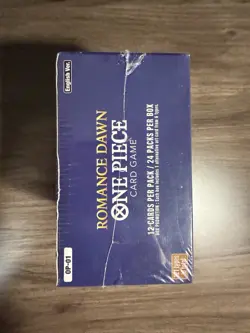 English Ver.
ROMANCE DAWN
ONE PIECE
CARD GAME
12 CARDS PER PACK / 24 PACKS PER BOX
OP-01